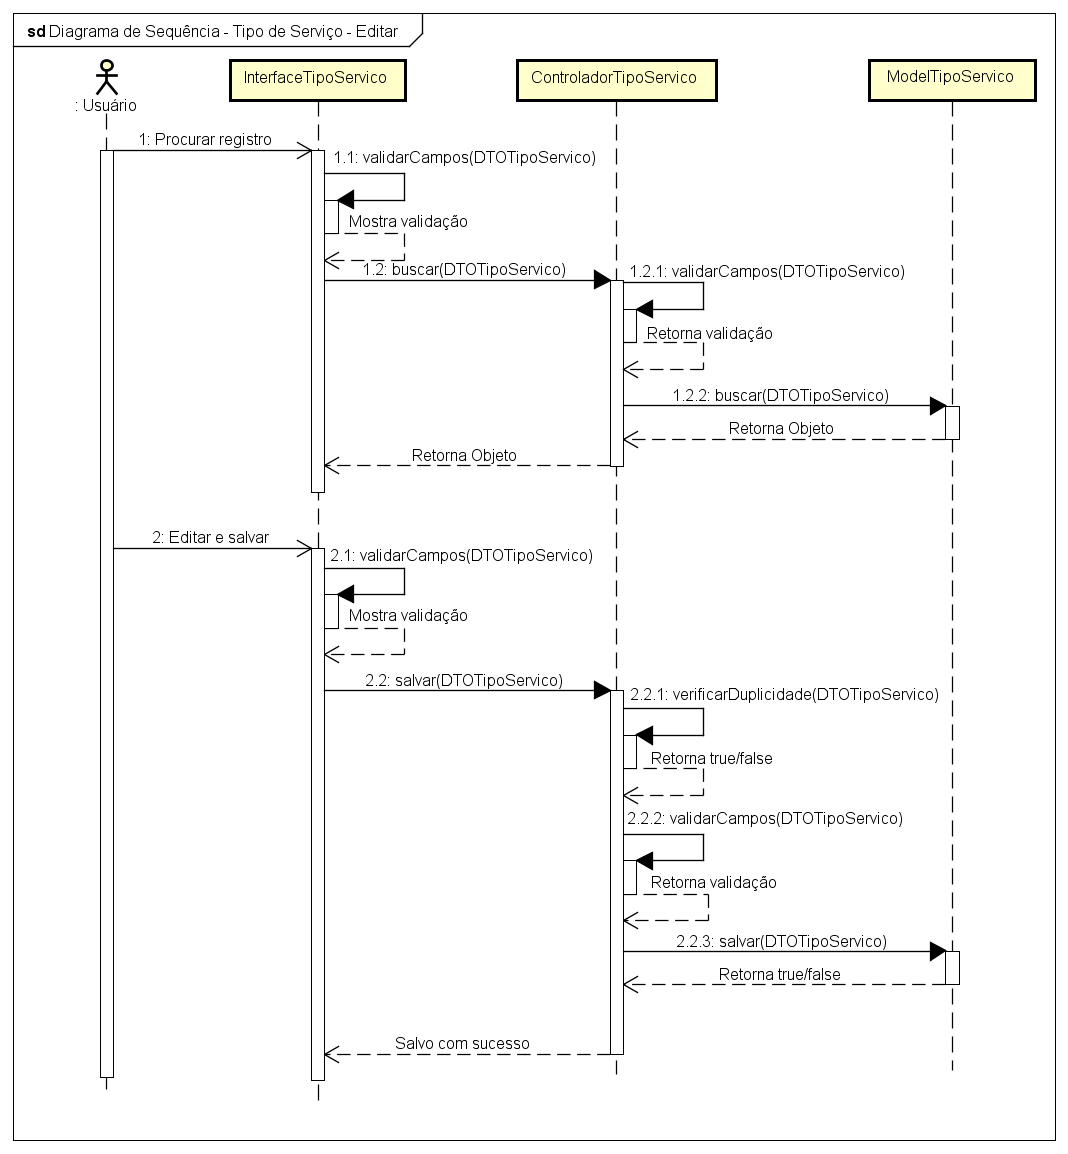 sd Diagrama de Sequência - Tipo de Serviço - Editar
: Usuário
InterfaceTipoServico
ControladorTipoServico
ModelTipoServico
1: Procurar registro
1.1: validarCampos(DTOTipoServico)
Mostra validação
1.2: buscar(DTOTipoServico)
1.2.1: validarCampos(DTOTipoServico)
Retorna validação
1.2.2: buscar(DTOTipoServico)
Retorna Objeto
Retorna Objeto
2: Editar e salvar
2.1: validarCampos(DTOTipoServico)
Mostra validação
2.2: salvar(DTOTipoServico)
2.2.1: verificarDuplicidade(DTOTipoServico)
Retorna true/false
2.2.2: validarCampos(DTOTipoServico)
Retorna validação
2.2.3: salvar(DTOTipoServico)
Retorna true/false
Salvo com sucesso